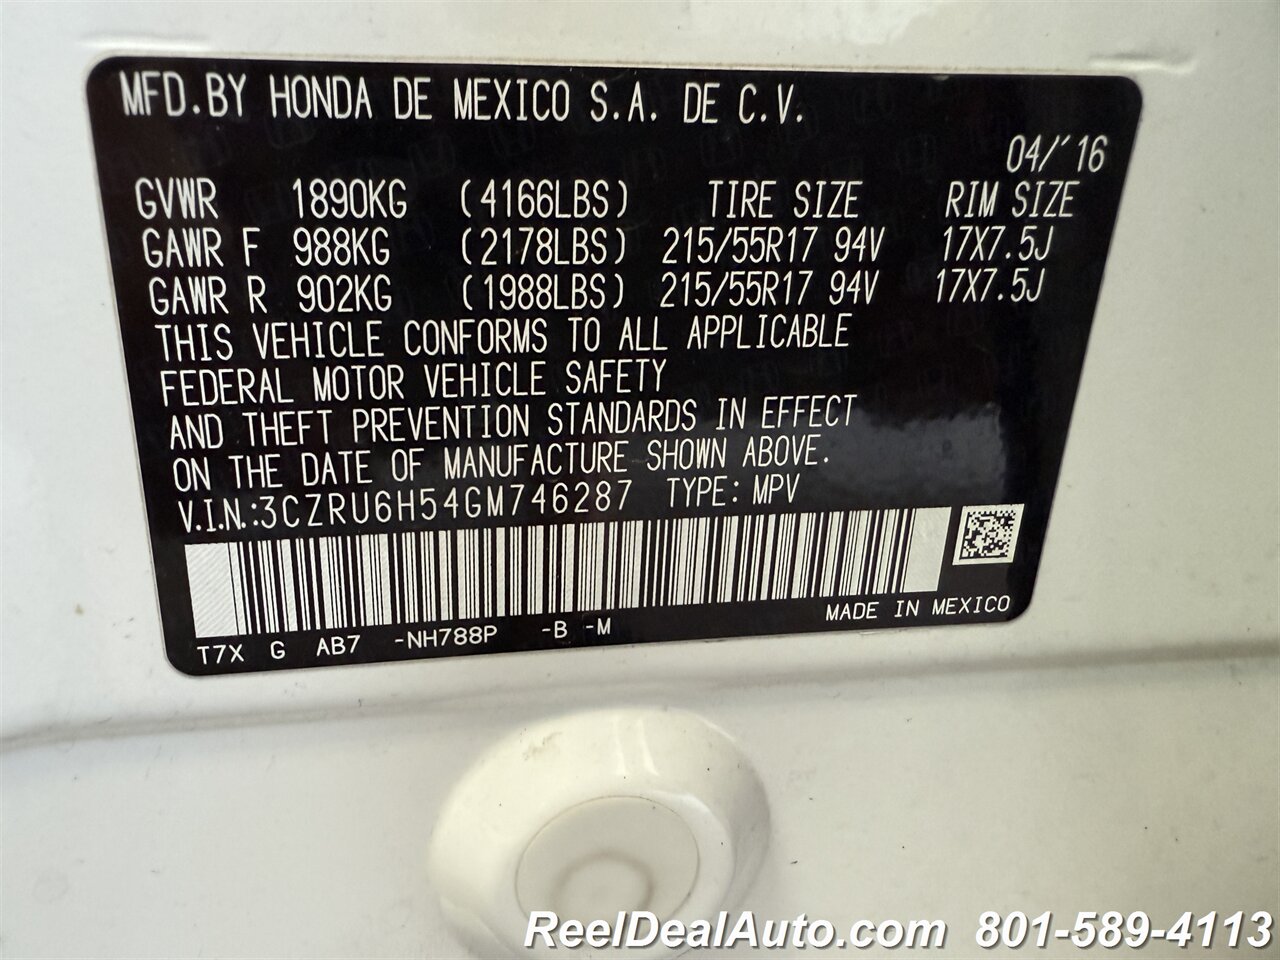 MFD.BY HONDA DE MEXICO S.A. DE C.V.
04/'16
GVWR 1890KG (4166LBS) TIRE SIZE RIM SIZE
GAWR F 988KG (2178LBS) 215/55R17 94V 17X7.5J
GAWR R 902KG (1988LBS) 215/55R17 94V 17X7.5J
THIS VEHICLE CONFORMS TO ALL APPLICABLE
FEDERAL MOTOR VEHICLE SAFETY
AND THEFT PREVENTION STANDARDS IN EFFECT
ON THE DATE OF MANUFACTURE SHOWN ABOVE.
V.I.N.:3CZRU6H54GM746287 TYPE: MPV
MADE IN MEXICO
T7X G AB7 -NH788P -B -M
ReelDealAuto.com 801-589-4113